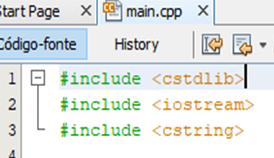 Start Page main.cpp
Código-fonte History
1 #include <cstdlib>
2 #include <iostream>
3 #include <cstring>